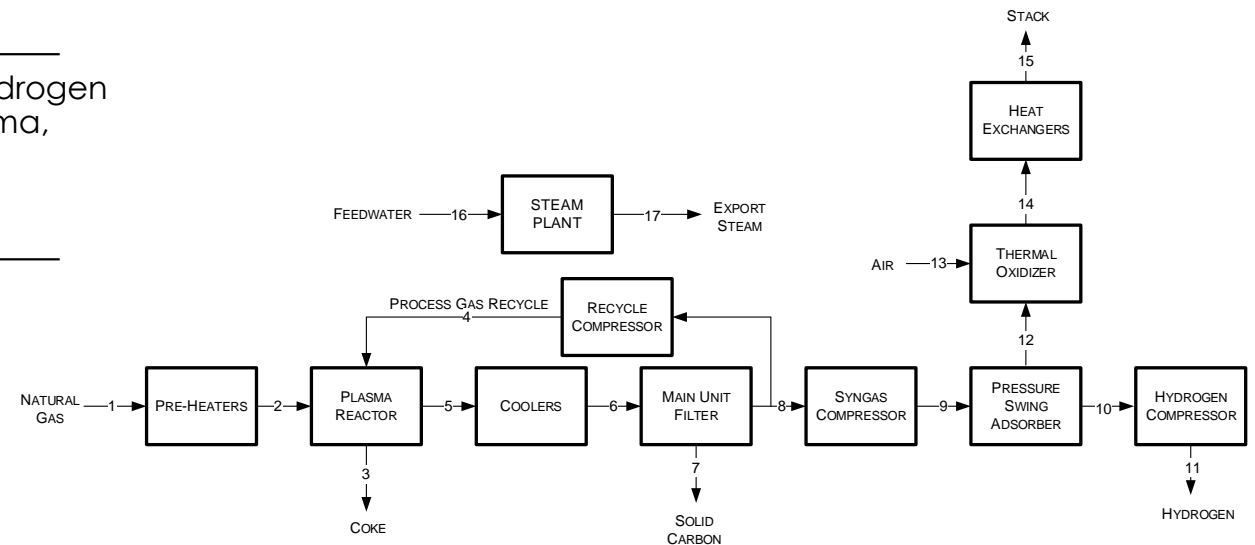 drogen
ma,
STACK
15
HEAT
EXCHANGERS
14
FEEDWATER
16
STEAM
PLANT
17
EXPORT
STEAM
AIR
13
THERMAL
OXIDIZER
12
PROCESS GAS RECYCLE
4
RECYCLE
COMPRESSOR
NATURAL
GAS
1
PRE-HEATERS
2
PLASMA
REACTOR
5
COOLERS
6
MAIN UNIT
FILTER
8
SYNGAS
COMPRESSOR
9
PRESSURE
SWING
ADSORBER
10
HYDROGEN
COMPRESSOR
3
COKE
7
SOLID
CARBON
11
HYDROGEN